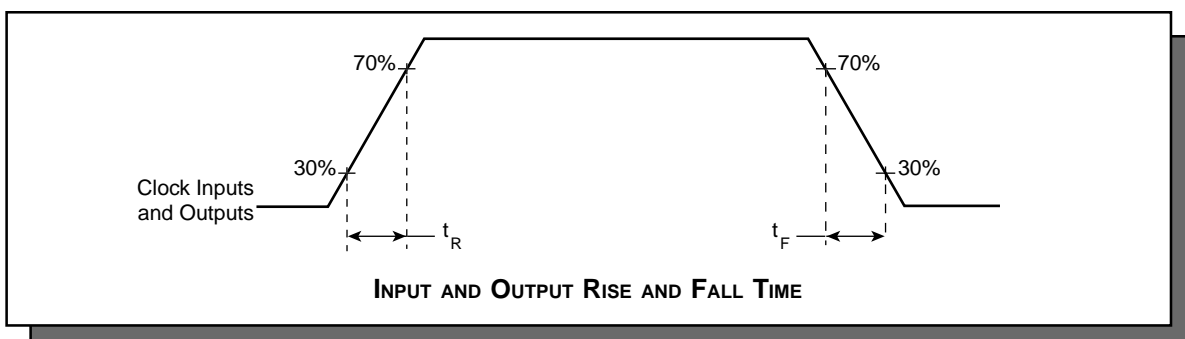 70%
70%
30%
30%
Clock Inputs
and Outputs
tR
tF
INPUT AND OUTPUT RISE AND FALL TIME